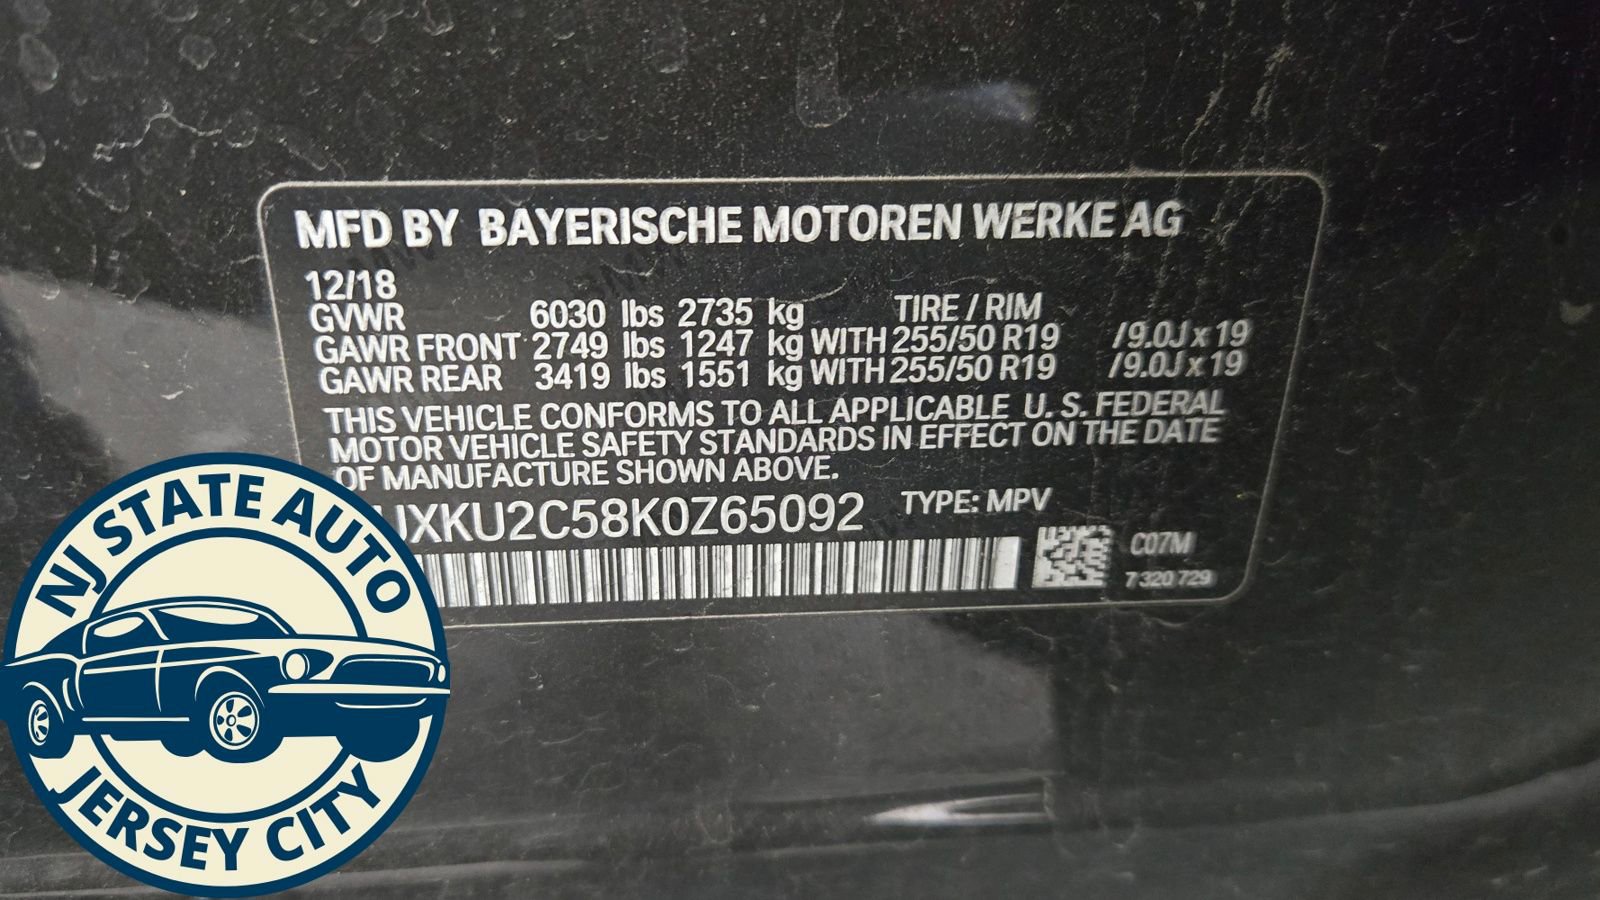 MFD BY BAYERISCHE MOTOREN WERKE AG
12/18
GVWR 6030 lbs 2735 kg TIRE / RIM
GAWR FRONT 2749 lbs 1247 kg WITH 255/50 R19 /9.0J x 19
GAWR REAR 3419 lbs 1551 kg WITH 255/50 R19 /9.0J x 19
THIS VEHICLE CONFORMS TO ALL APPLICABLE U. S. FEDERAL
MOTOR VEHICLE SAFETY STANDARDS IN EFFECT ON THE DATE
OF MANUFACTURE SHOWN ABOVE.
UXKU2C58K0Z65092 TYPE: MPV
C07M
7 320 729
NJ STATE AUTO
JERSEY CITY